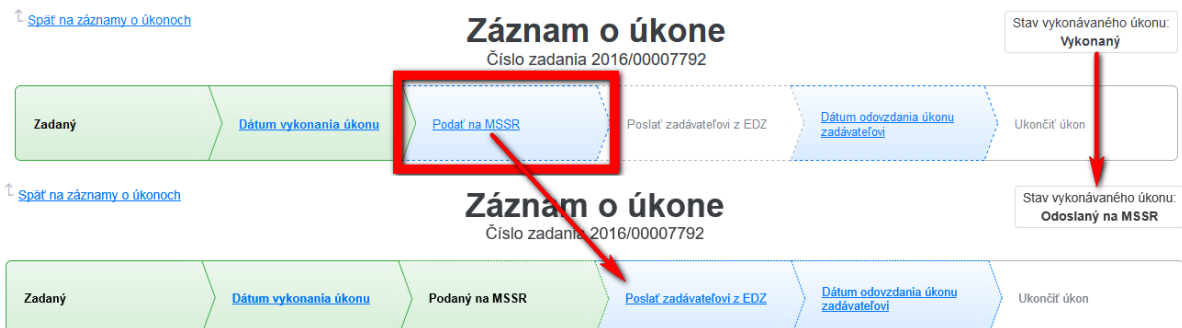 Späť na záznamy o úkonoch
Záznam o úkone
Číslo zadania 2016/00007792
Stav vykonávaného úkonu:
Vykonaný
Zadaný
Dátum vykonania úkonu
Podať na MSSR
Poslať zadávateľovi z EDZ
Dátum odovzdania úkonu
zadávateľovi
Ukončiť úkon
Späť na záznamy o úkonoch
Záznam o úkone
Číslo zadania 2016/00007792
Stav vykonávaného úkonu:
Odoslaný na MSSR
Zadaný
Dátum vykonania úkonu
Podaný na MSSR
Poslať zadávateľovi z EDZ
Dátum odovzdania úkonu
zadávateľovi
Ukončiť úkon